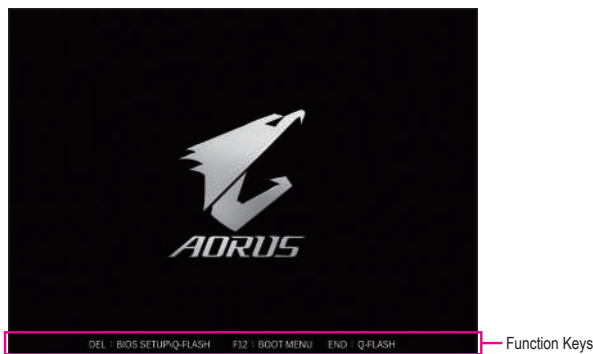 AORUS
DEL : BIOS SETUP\Q-FLASH F12 : BOOT MENU END : Q-FLASH
Function Keys